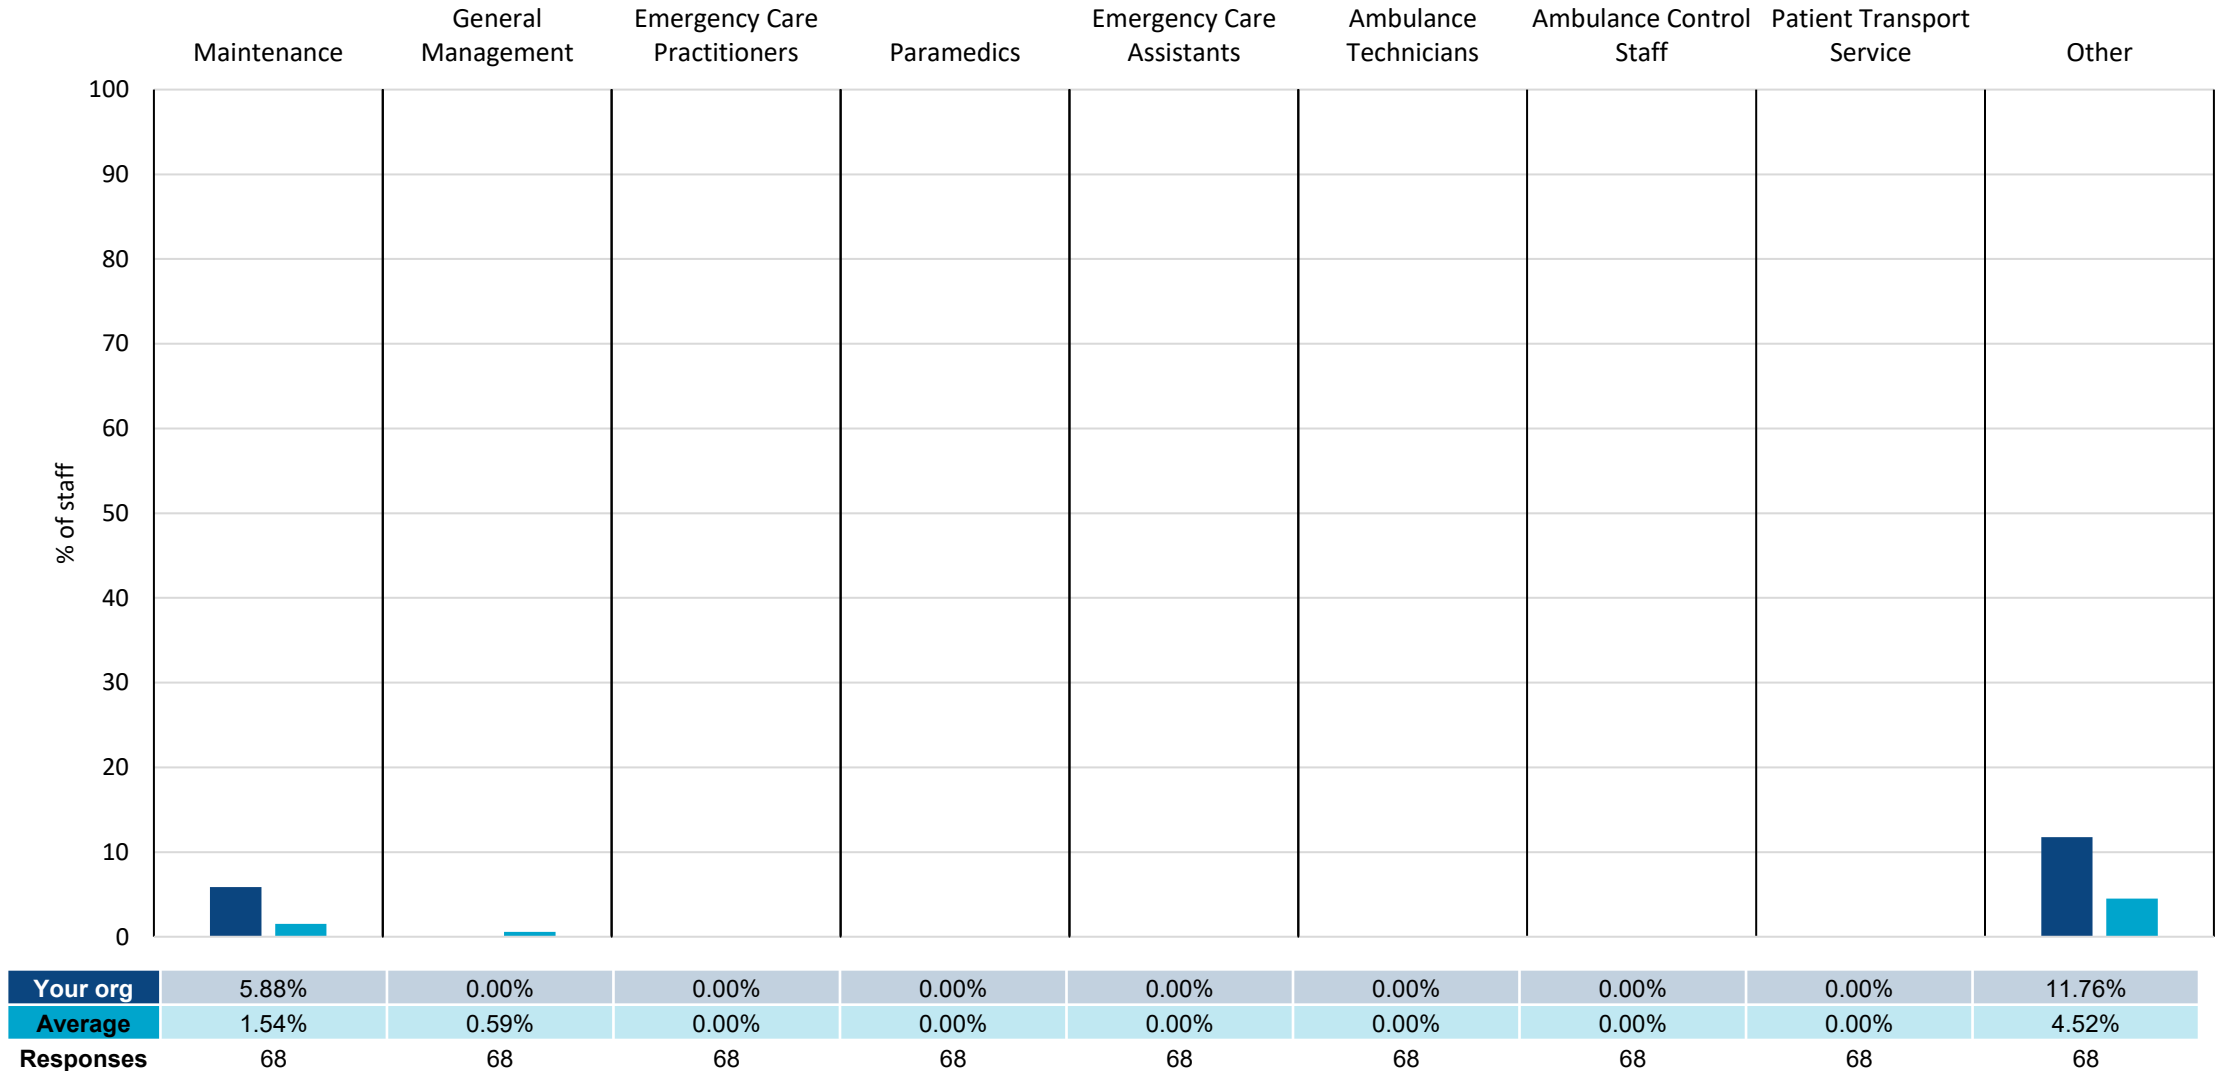 Maintenance
General
Management
Emergency Care
Practitioners
Paramedics
Emergency Care
Assistants
Ambulance
Technicians
Ambulance Control
Staff
Patient Transport
Service
Other
% of staff
100
90
80
70
60
50
40
30
20
10
0
Your org 5.88% 0.00% 0.00% 0.00% 0.00% 0.00% 0.00% 0.00% 11.76%
Average 1.54% 0.59% 0.00% 0.00% 0.00% 0.00% 0.00% 0.00% 4.52%
Responses 68 68 68 68 68 68 68 68 68